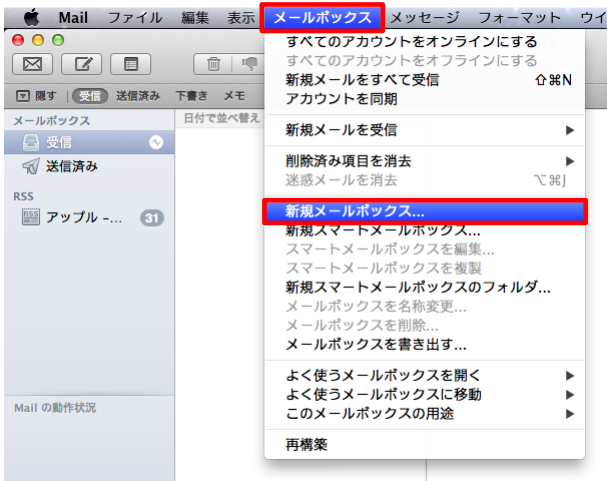 Mail ファイル 編集 表示 メールボックス メッセージ フォーマット ウイ
隠す 受信 送信済み 下書き メモ
メールボックス
受信
送信済み
RSS
RSS アップル –... 31
Mail の動作状況
日付で並べ替え
すべてのアカウントをオンラインにする
すべてのアカウントをオフラインにする
新規メールをすべて受信 ⇧⌘N
アカウントを同期
新規メールを受信 ▶
削除済み項目を消去 ▶
迷惑メールを消去 ⌥⌘J
新規メールボックス...
新規スマートメールボックス...
スマートメールボックスを編集...
スマートメールボックスを複製
新規スマートメールボックスのフォルダ...
メールボックスを名称変更...
メールボックスを削除...
メールボックスを書き出す...
よく使うメールボックスを開く ▶
よく使うメールボックスに移動 ▶
このメールボックスの用途 ▶
再構築